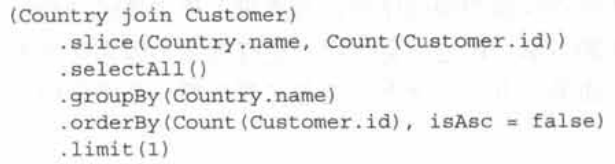 (Country join Customer)
    .slice(Country.name, Count(Customer.id))
    .selectAll()
    .groupBy(Country.name)
    .orderBy(Count(Customer.id), isAsc = false)
    .limit(1)